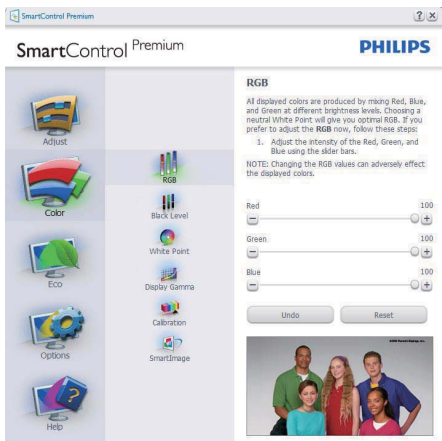 SmartControl Premium
? ×
SmartControl Premium
PHILIPS
Adjust
Color
Eco
Options
Help
RGB
Black Level
White Point
Display Gamma
Calibration
SmartImage
RGB
All displayed colors are produced by mixing Red, Blue,
and Green at different brightness levels. Choosing a
neutral White Point will give you optimal RGB. If you
prefer to adjust the RGB now, follow these steps:
1. Adjust the intensity of the Red, Green, and
Blue using the slider bars.
NOTE: Changing the RGB values can adversely effect
the displayed colors.
Red 100
Green 100
Blue 100
Undo Reset